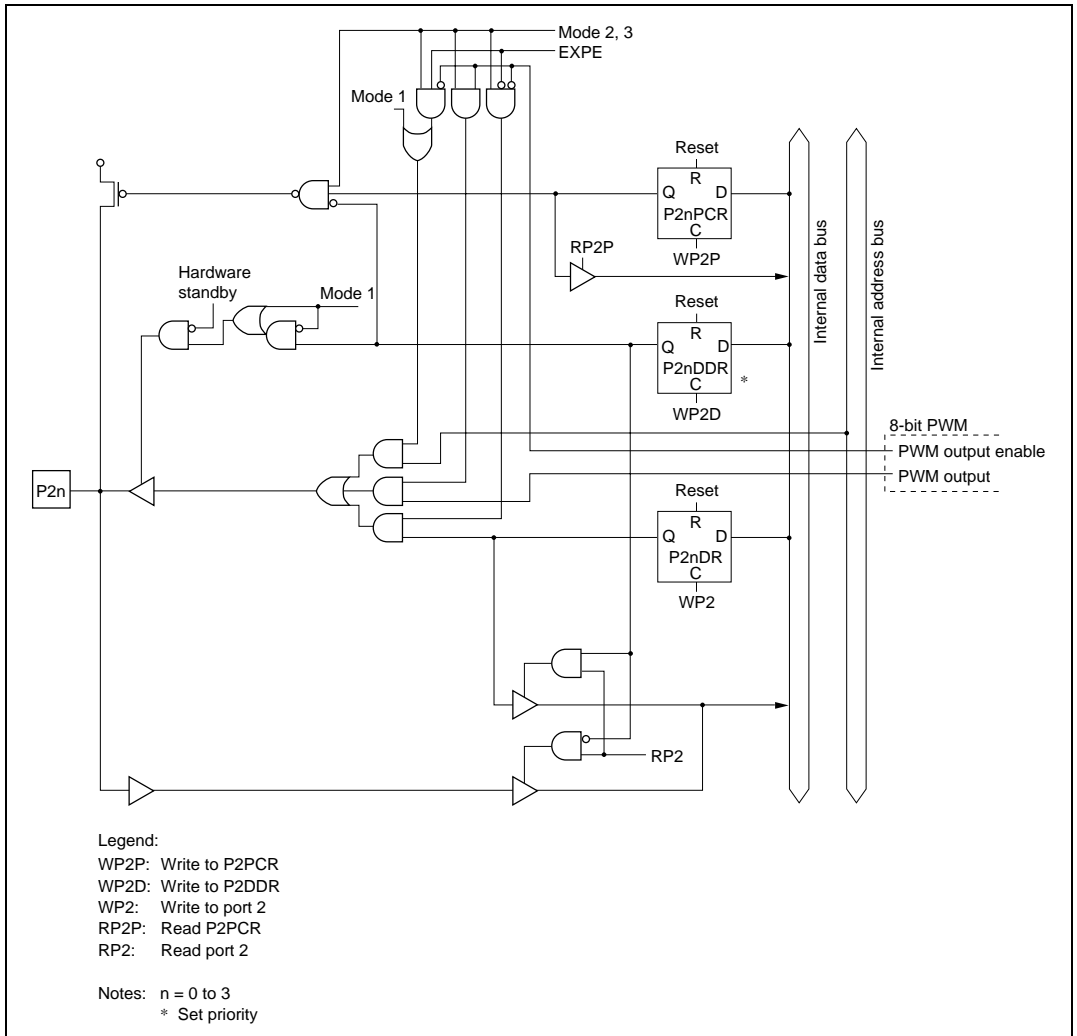 Mode 2, 3
EXPE
Mode 1
Reset
R
Q D
P2nPCR
C
WP2P
RP2P
Hardware
standby
Mode 1
Reset
R
Q D
P2nDDR
C
*
WP2D
Internal data bus
Internal address bus
8-bit PWM
PWM output enable
PWM output
P2n
Reset
R
Q D
P2nDR
C
WP2
RP2
Legend:
WP2P: Write to P2PCR
WP2D: Write to P2DDR
WP2: Write to port 2
RP2P: Read P2PCR
RP2: Read port 2
Notes: n = 0 to 3
* Set priority